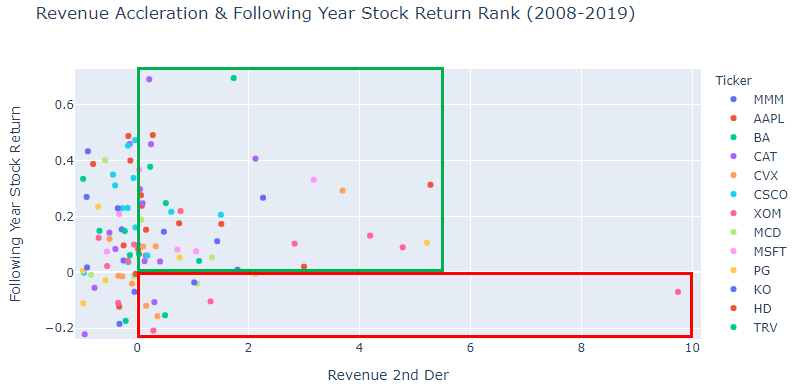 Revenue Accleration & Following Year Stock Return Rank (2008-2019)
Following Year Stock Return
0.6
0.4
0.2
0
−0.2
0
2
4
6
8
10
Revenue 2nd Der
Ticker
MMM
AAPL
BA
CAT
CVX
CSCO
XOM
MCD
MSFT
PG
KO
HD
TRV